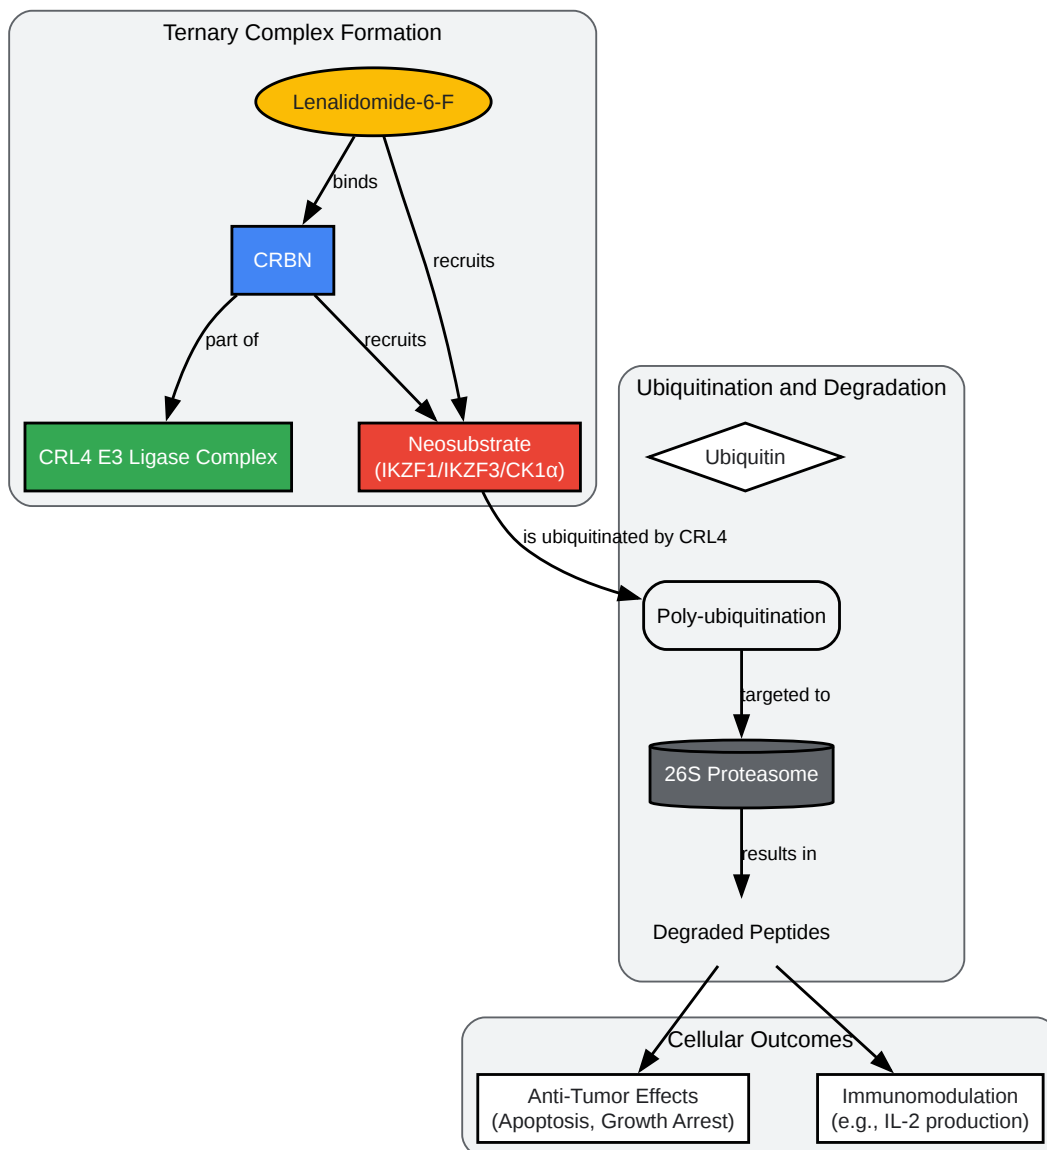 Ternary Complex Formation
Lenalidomide-6-F
binds
CRBN
recruits
part of
recruits
CRL4 E3 Ligase Complex
Neosubstrate
(IKZF1/IKZF3/CK1α)
Ubiquitination and Degradation
Ubiquitin
is ubiquitinated by CRL4
Poly-ubiquitination
targeted to
26S Proteasome
results in
Degraded Peptides
Cellular Outcomes
Anti-Tumor Effects
(Apoptosis, Growth Arrest)
Immunomodulation
(e.g., IL-2 production)